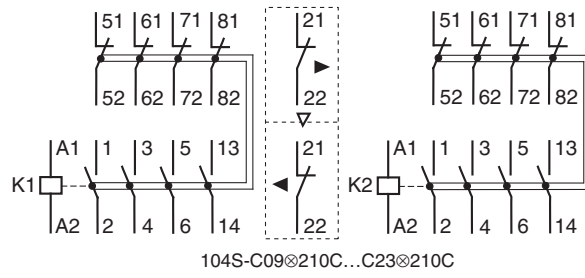 51 61 71 81 21 51 61 71 81
52 62 72 82 22 52 62 72 82
A1 1 3 5 13 21 A1 1 3 5 13
K1 K2
A2 2 4 6 14 22 A2 2 4 6 14
104S-C09⊗210C...C23⊗210C